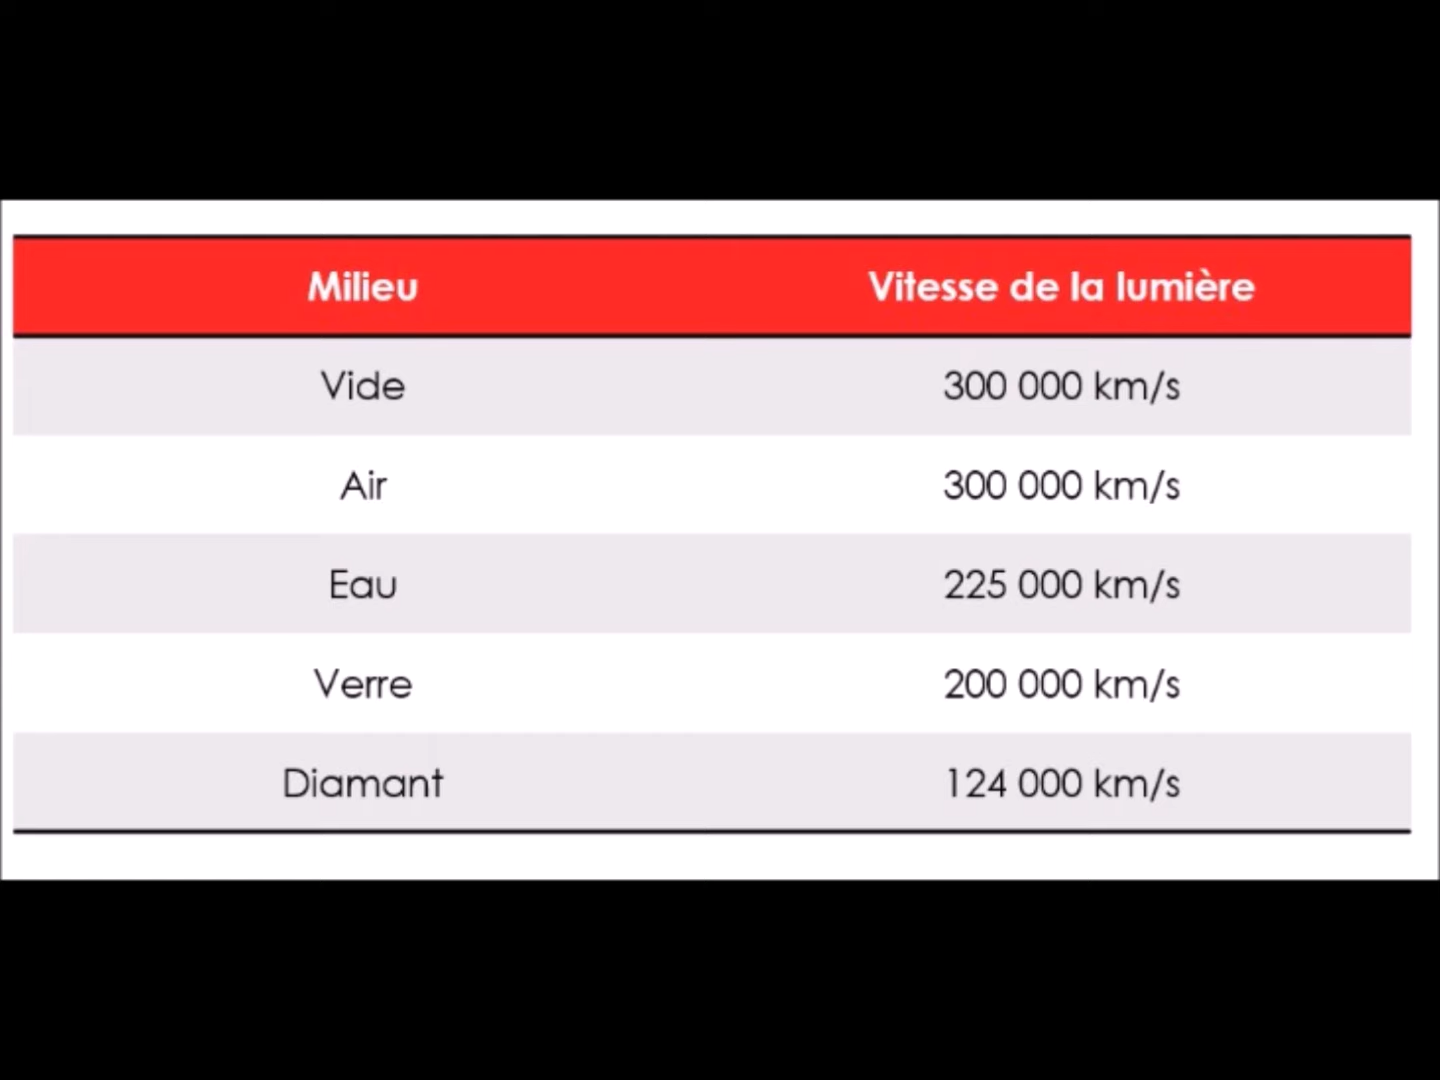 Milieu Vitesse de la lumière
Vide 300 000 km/s
Air 300 000 km/s
Eau 225 000 km/s
Verre 200 000 km/s
Diamant 124 000 km/s